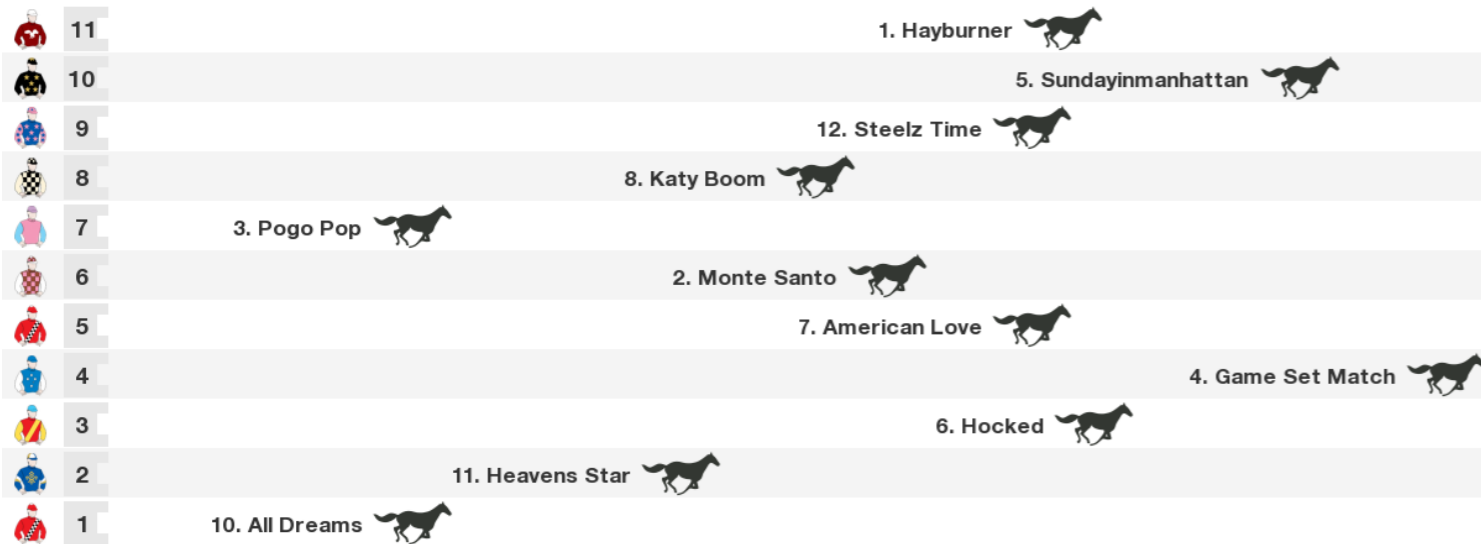 11 1. Hayburner
10 5. Sundayinmanhattan
9 12. Steelz Time
8 8. Katy Boom
7 3. Pogo Pop
6 2. Monte Santo
5 7. American Love
4 4. Game Set Match
3 6. Hocked
2 11. Heavens Star
1 10. All Dreams